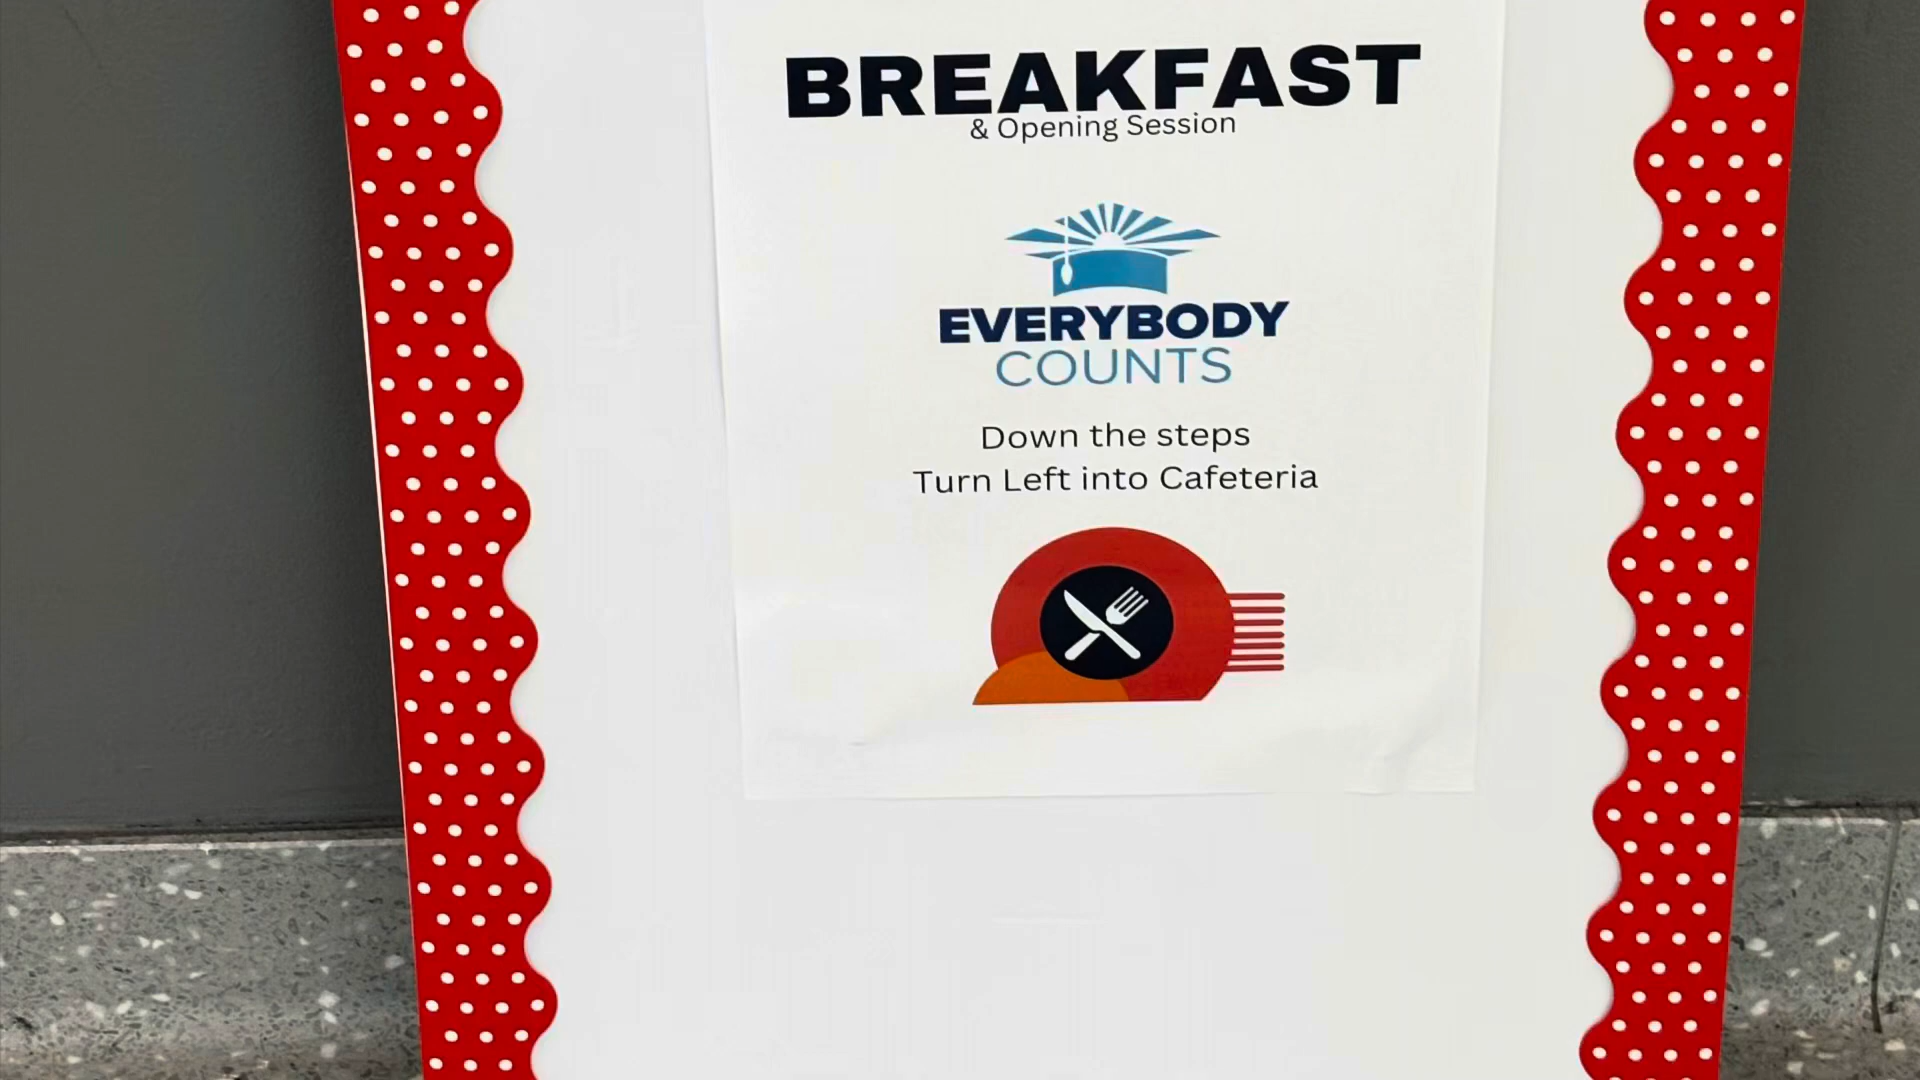 BREAKFAST
& Opening Session
EVERYBODY
COUNTS
Down the steps
Turn Left into Cafeteria